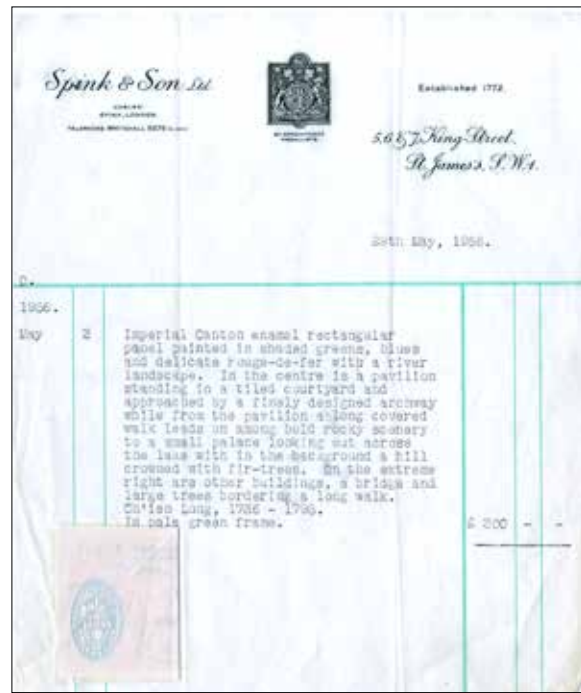 Spink & Son Ltd.
Established 1772.
5, 6 & 7, King Street,
St. James's, S.W.1.
29th May, 1956.
1956.
May 2 Imperial Canton enamel rectangular
panel painted in shaded greens, blues
and delicate rouge-de-fer with a river
landscape. In the centre is a pavilion
standing in a tiled courtyard and
approached by a finely designed archway
while from the pavilion a long covered
walk leads us among bold rocky scenery
to a small palace looking out across
the lake with in the background a hill
crowned with fir-trees. On the extreme
right are other buildings, a bridge and
large trees bordering a long walk.
Ch'ien Lung, 1736 - 1795.
In pale green frame. £ 200 - -